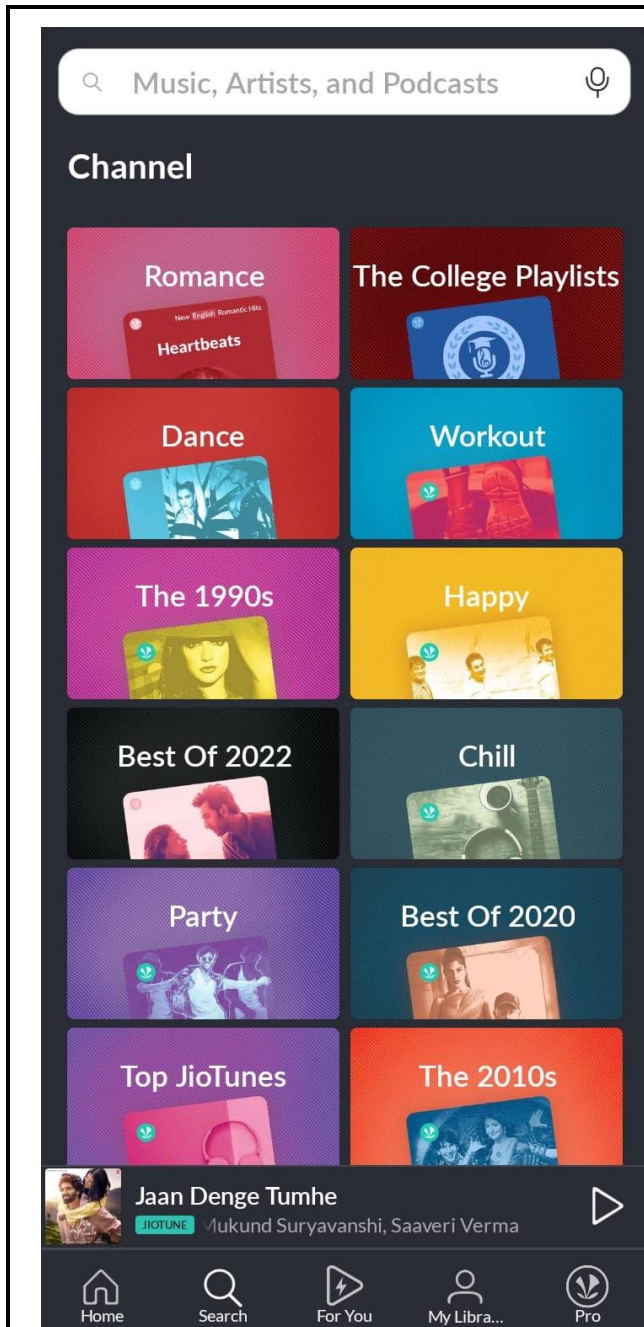 Music, Artists, and Podcasts
Channel
Romance
New English Romantic Hits
Heartbeats
The College Playlists
Dance
Workout
The 1990s
Happy
Best Of 2022
Chill
Party
Best Of 2020
Top JioTunes
The 2010s
Jaan Denge Tumhe
JIOTUNE Mukund Suryavanshi, Saaveri Verma
Home
Search
For You
My Libra...
Pro